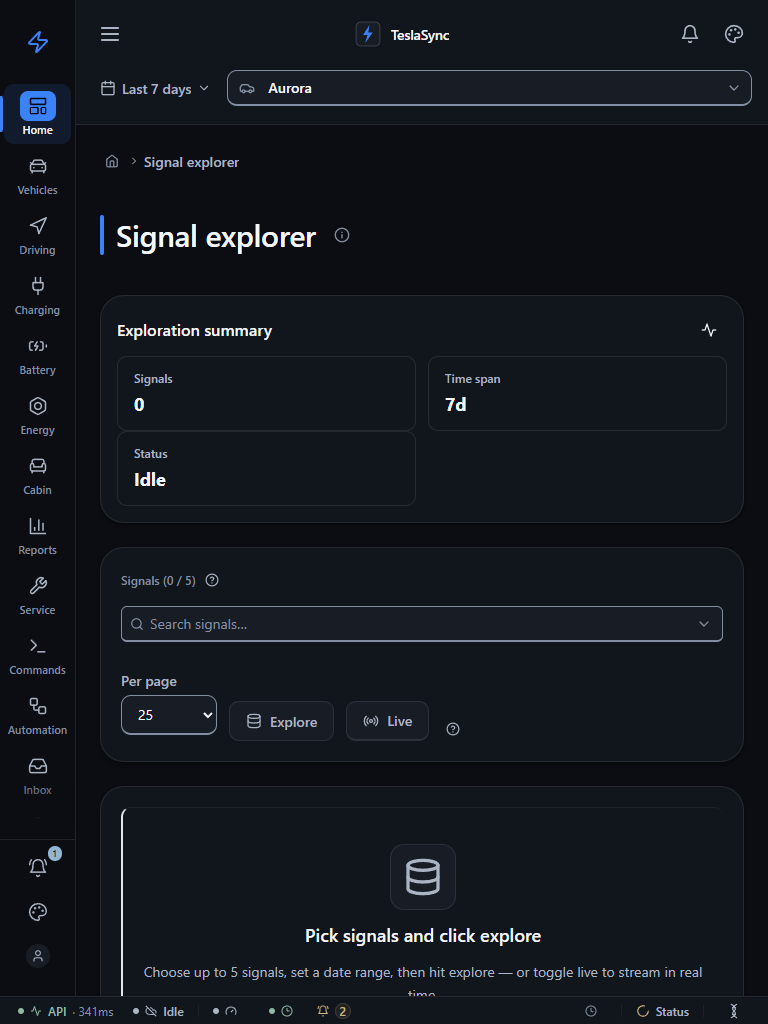 TeslaSync
Last 7 days
Aurora
Home
Vehicles
Driving
Charging
Battery
Energy
Cabin
Reports
Service
Commands
Automation
Inbox
1
Signal explorer
Signal explorer
Exploration summary
Signals
0
Time span
7d
Status
Idle
Signals (0 / 5)
Search signals...
Per page
25
Explore
Live
Pick signals and click explore
Choose up to 5 signals, set a date range, then hit explore — or toggle live to stream in real
time.
API · 341ms
Idle
2
Status